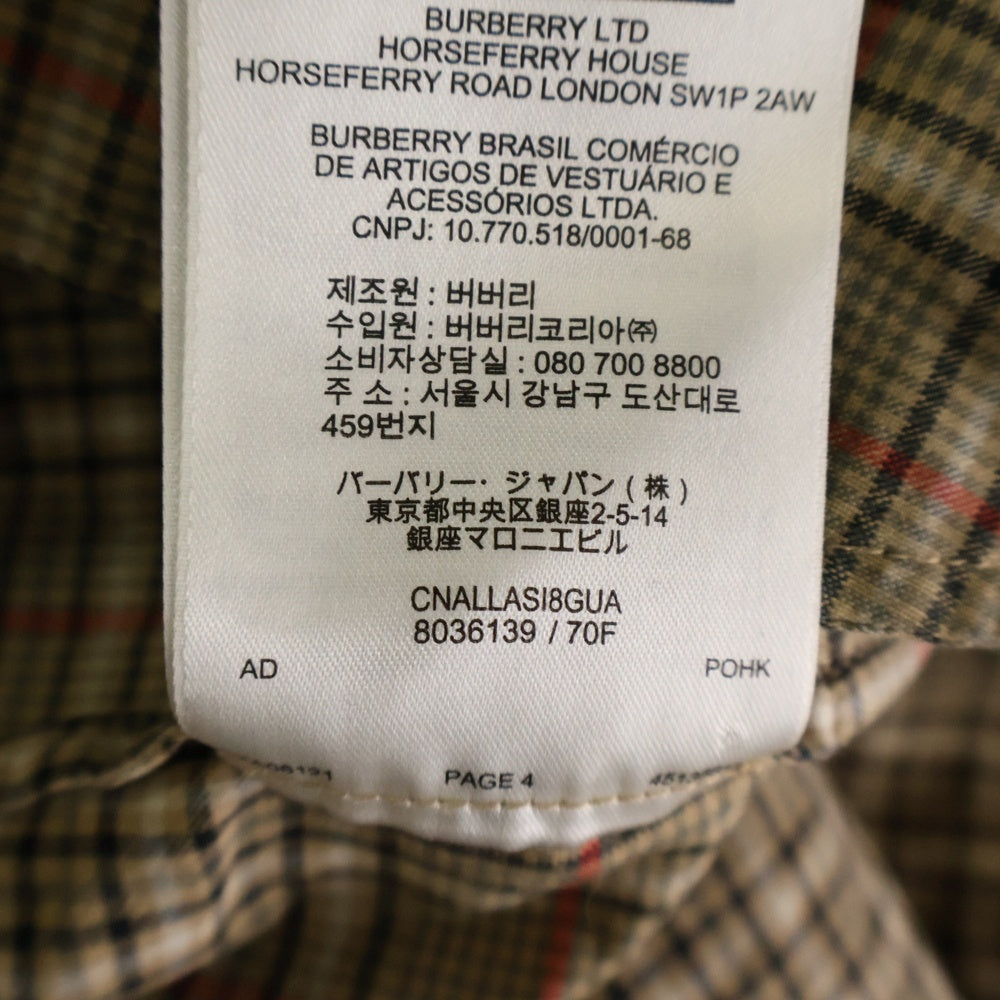 BURBERRY LTD
HORSEFERRY HOUSE
HORSEFERRY ROAD LONDON SW1P 2AW
BURBERRY BRASIL COMÉRCIO
DE ARTIGOS DE VESTUÁRIO E
ACESSÓRIOS LTDA.
CNPJ: 10.770.518/0001-68
제조원 : 버버리
수입원 : 버버리코리아㈜
소비자상담실 : 080 700 8800
주 소 : 서울시 강남구 도산대로
459번지
バーバリー· ジャパン ( 株 )
東京都中央区銀座2-5-14
銀座マロニエビル
CNALLASI8GUA
8036139 / 70F
AD POHK
PAGE 4